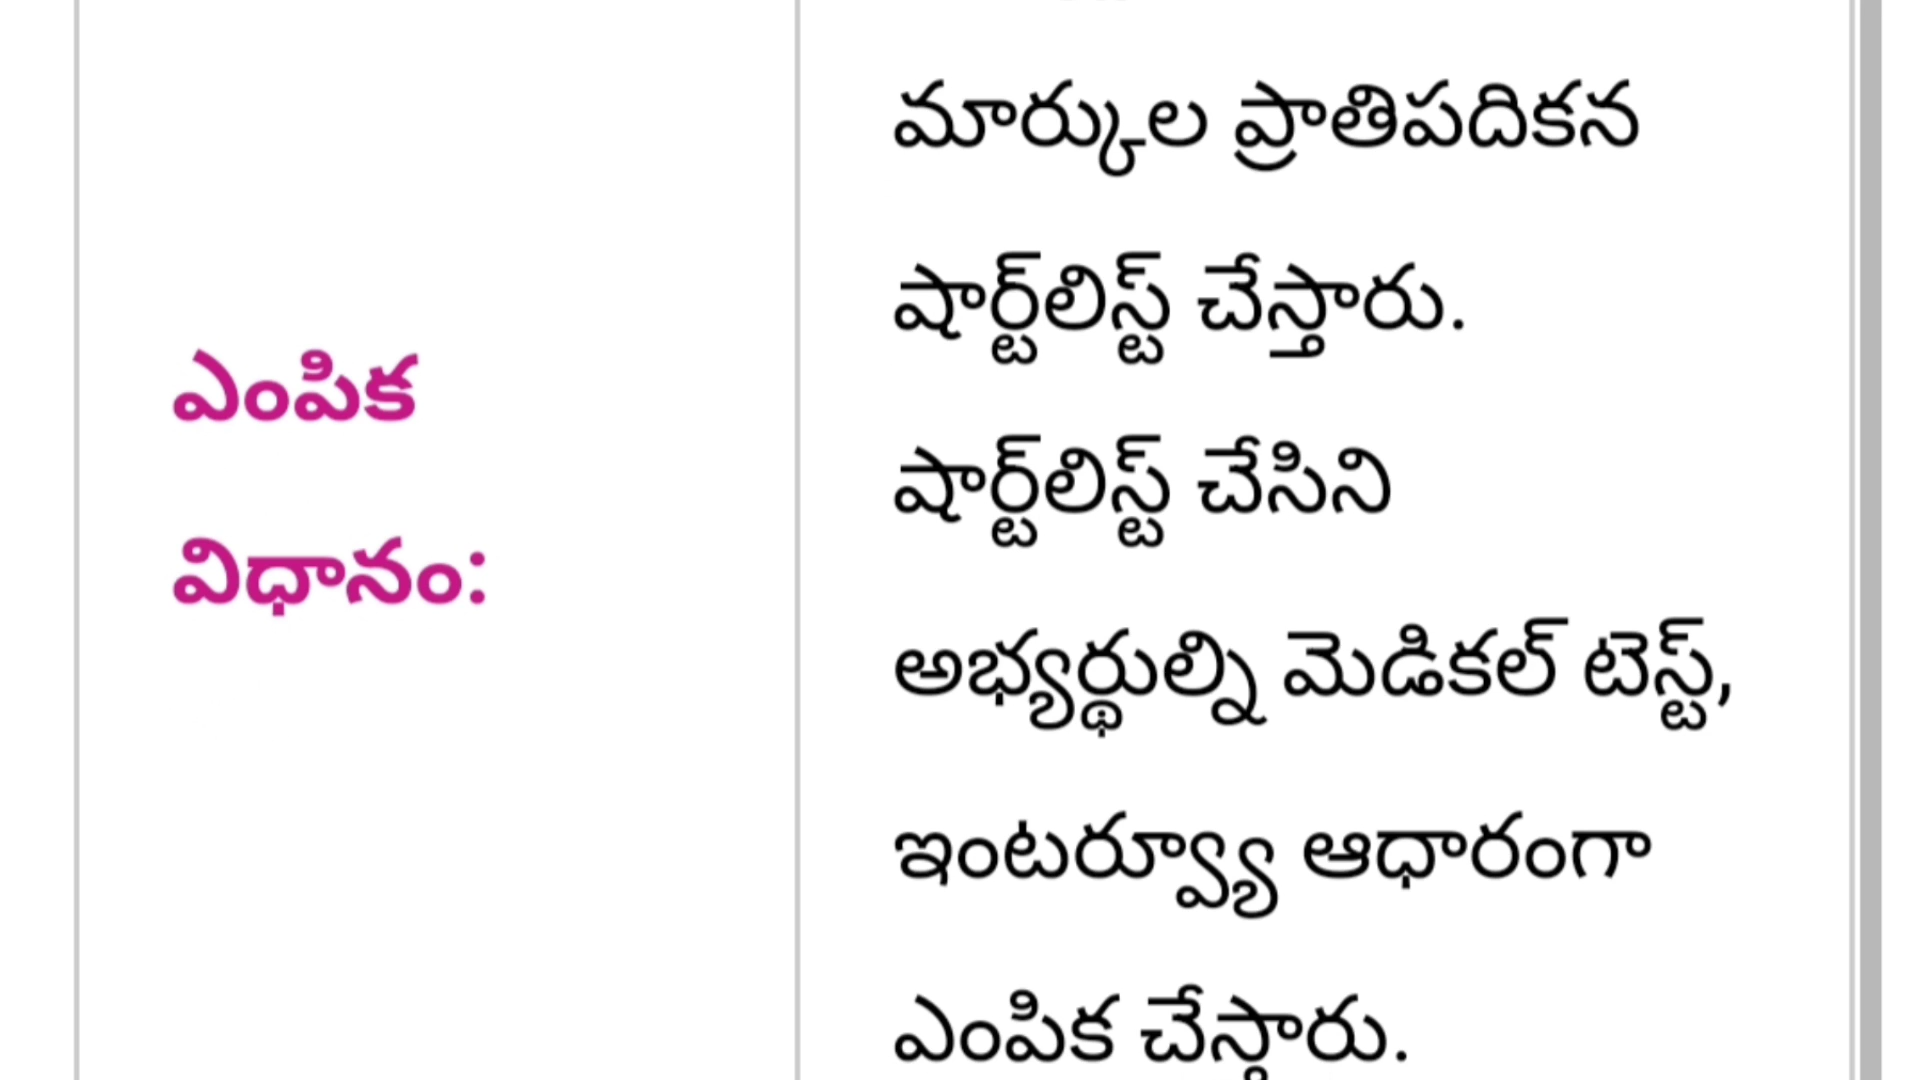 ఎంపిక
విధానం:
మార్కుల ప్రాతిపదికన
షార్ట్‌లిస్ట్ చేస్తారు.
షార్ట్‌లిస్ట్ చేసిని
అభ్యర్థుల్ని మెడికల్ టెస్ట్,
ఇంటర్వ్యూ ఆధారంగా
ఎంపిక చేస్తారు.